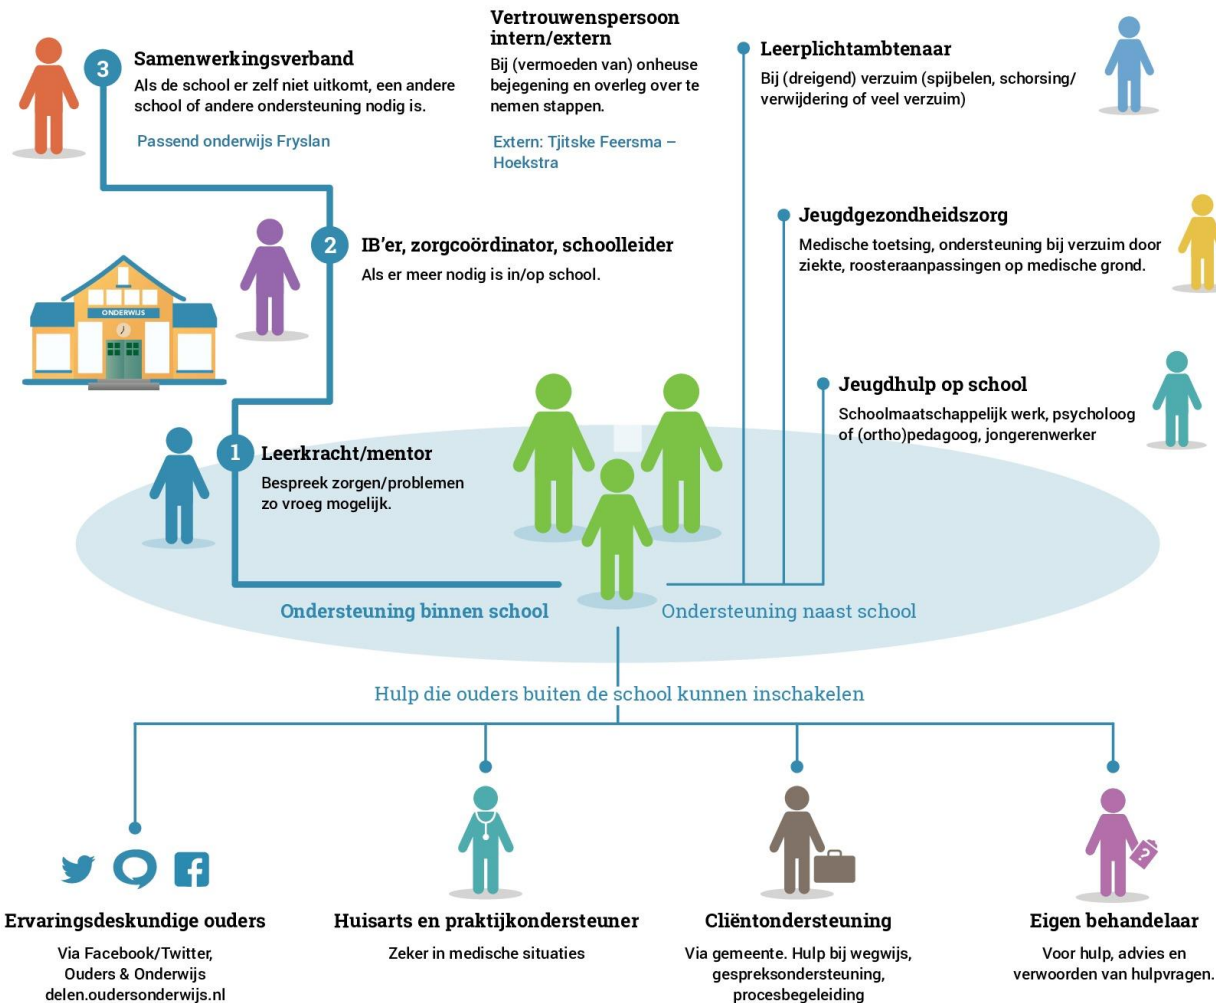 3
Samenwerkingsverband
Als de school er zelf niet uitkomt, een andere
school of andere ondersteuning nodig is.
Passend onderwijs Fryslan
Vertrouwenspersoon
intern/extern
Bij (vermoeden van) onheuse
bejegening en overleg over te
nemen stappen.
Extern: Tjitske Feersma –
Hoekstra
Leerplichtambtenaar
Bij (dreigend) verzuim (spijbelen, schorsing/
verwijdering of veel verzuim)
2
IB’er, zorgcoördinator, schoolleider
Als er meer nodig is in/op school.
Jeugdgezondheidszorg
Medische toetsing, ondersteuning bij verzuim door
ziekte, roosteraanpassingen op medische grond.
ONDERWIJS
Jeugdhulp op school
Schoolmaatschappelijk werk, psycholoog
of (ortho)pedagoog, jongerenwerker
1
Leerkracht/mentor
Bespreek zorgen/problemen
zo vroeg mogelijk.
Ondersteuning binnen school
Ondersteuning naast school
Hulp die ouders buiten de school kunnen inschakelen
?
Ervaringsdeskundige ouders
Via Facebook/Twitter,
Ouders & Onderwijs
delen.oudersonderwijs.nl
Huisarts en praktijkondersteuner
Zeker in medische situaties
Cliëntondersteuning
Via gemeente. Hulp bij wegwijs,
gespreksondersteuning,
procesbegeleiding
Eigen behandelaar
Voor hulp, advies en
verwoorden van hulpvragen.